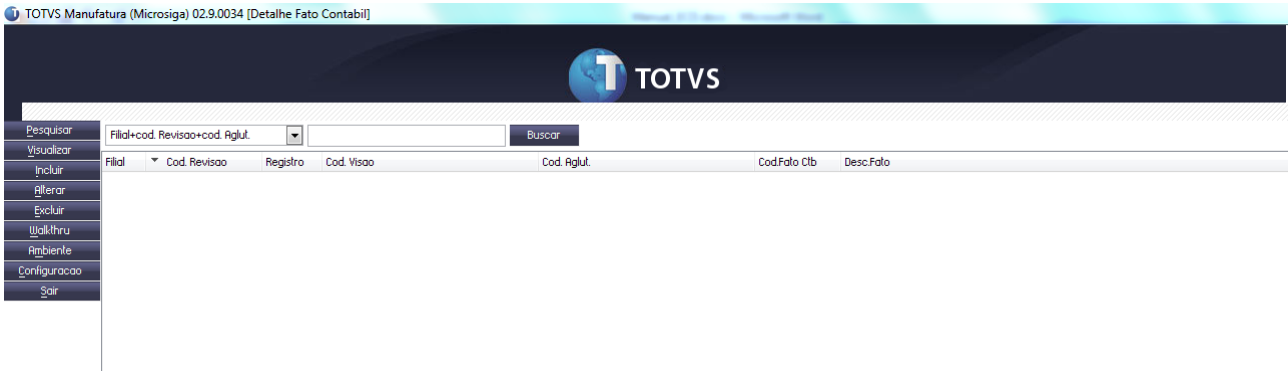 TOTVS Manufatura (Microsiga) 02.9.0034 [Detalhe Fato Contabil]
TOTVS
Pesquisar
Filial+cod. Revisao+cod. Aglut.
Buscar
Visualizar
Filial Cod. Revisao Registro Cod. Visao Cod. Aglut. Cod.Fato Ctb Desc.Fato
Incluir
Alterar
Excluir
Walkthru
Ambiente
Configuracao
Sair